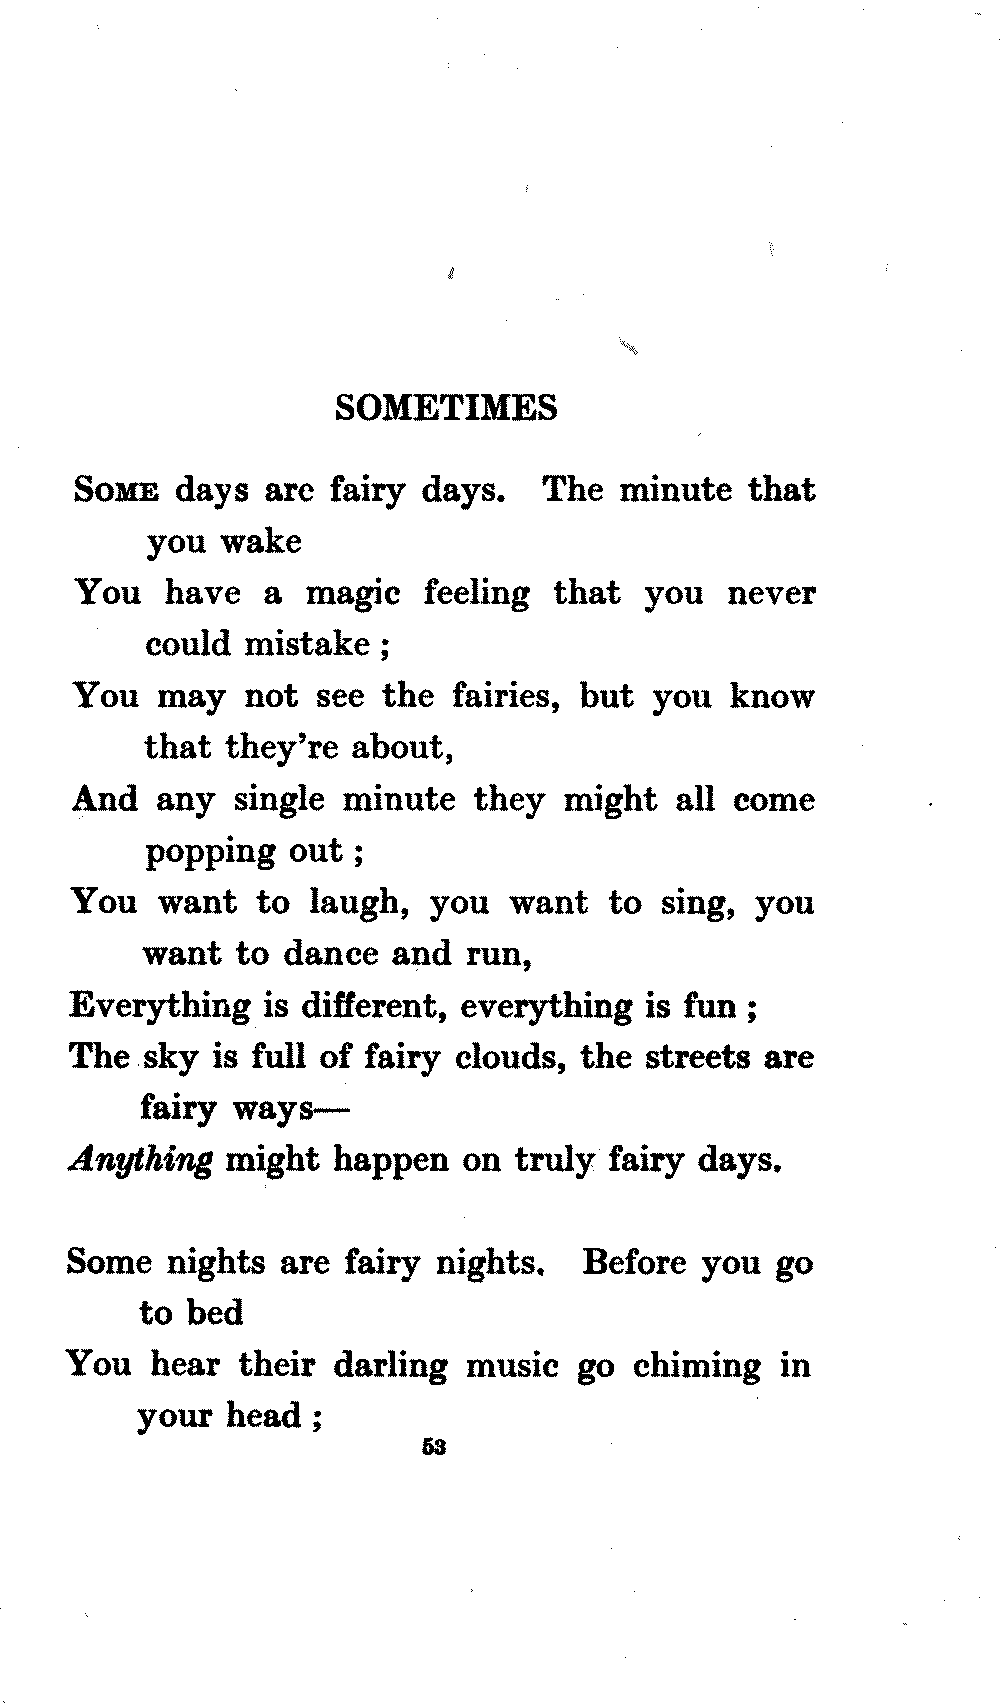 SOMETIMES
SOME days are fairy days. The minute that
you wake
You have a magic feeling that you never
could mistake ;
You may not see the fairies, but you know
that they're about,
And any single minute they might all come
popping out ;
You want to laugh, you want to sing, you
want to dance and run,
Everything is different, everything is fun ;
The sky is full of fairy clouds, the streets are
fairy ways—
Anything might happen on truly fairy days.
Some nights are fairy nights. Before you go
to bed
You hear their darling music go chiming in
your head ;
53